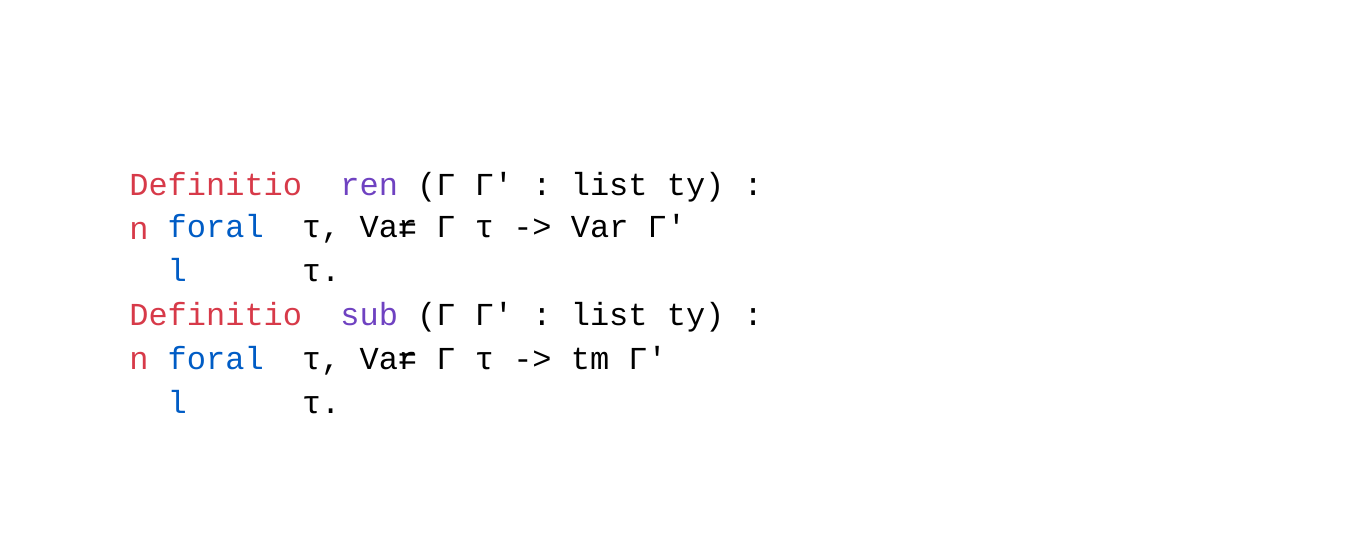 Definitio ren (Γ Γ' : list ty) :
n foral τ, Var = Γ τ -> Var Γ'
l τ.
Definitio sub (Γ Γ' : list ty) :
n foral τ, Var = Γ τ -> tm Γ'
l τ.